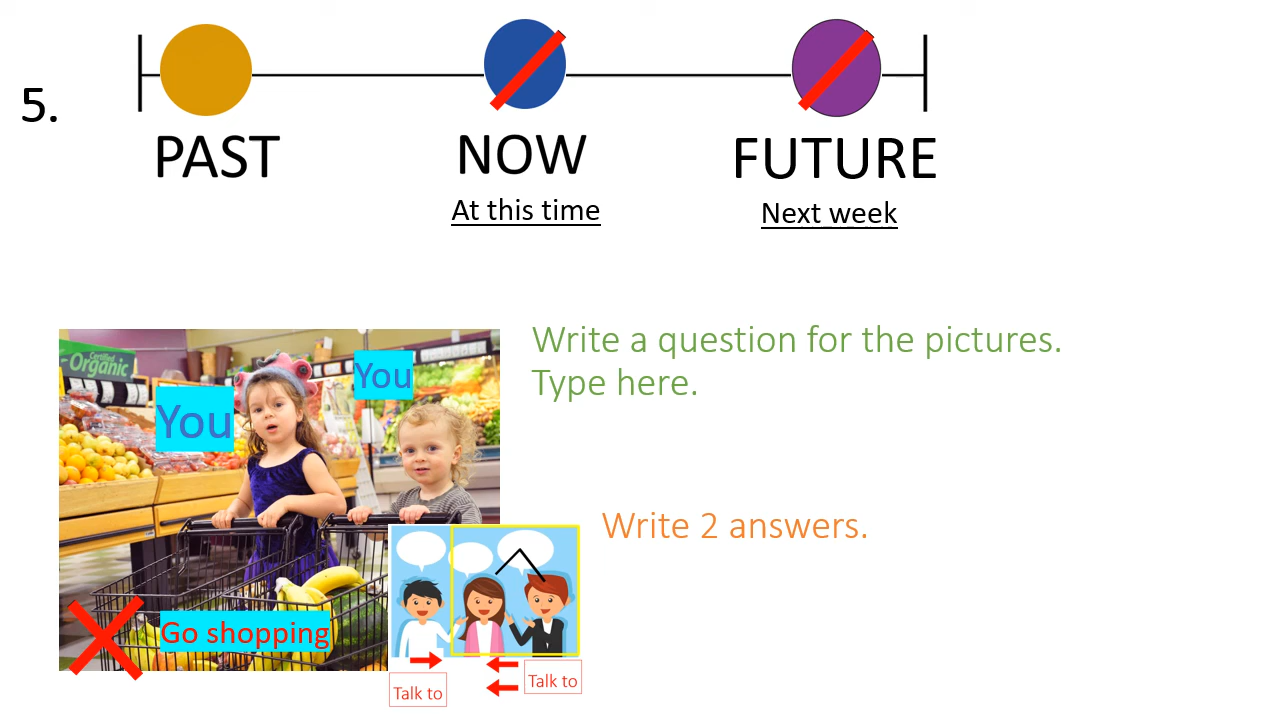 5.
PAST
NOW
FUTURE
At this time
Next week
Certified
Organic
You
You
Write a question for the pictures.
Type here.
Write 2 answers.
Go shopping
Talk to
Talk to